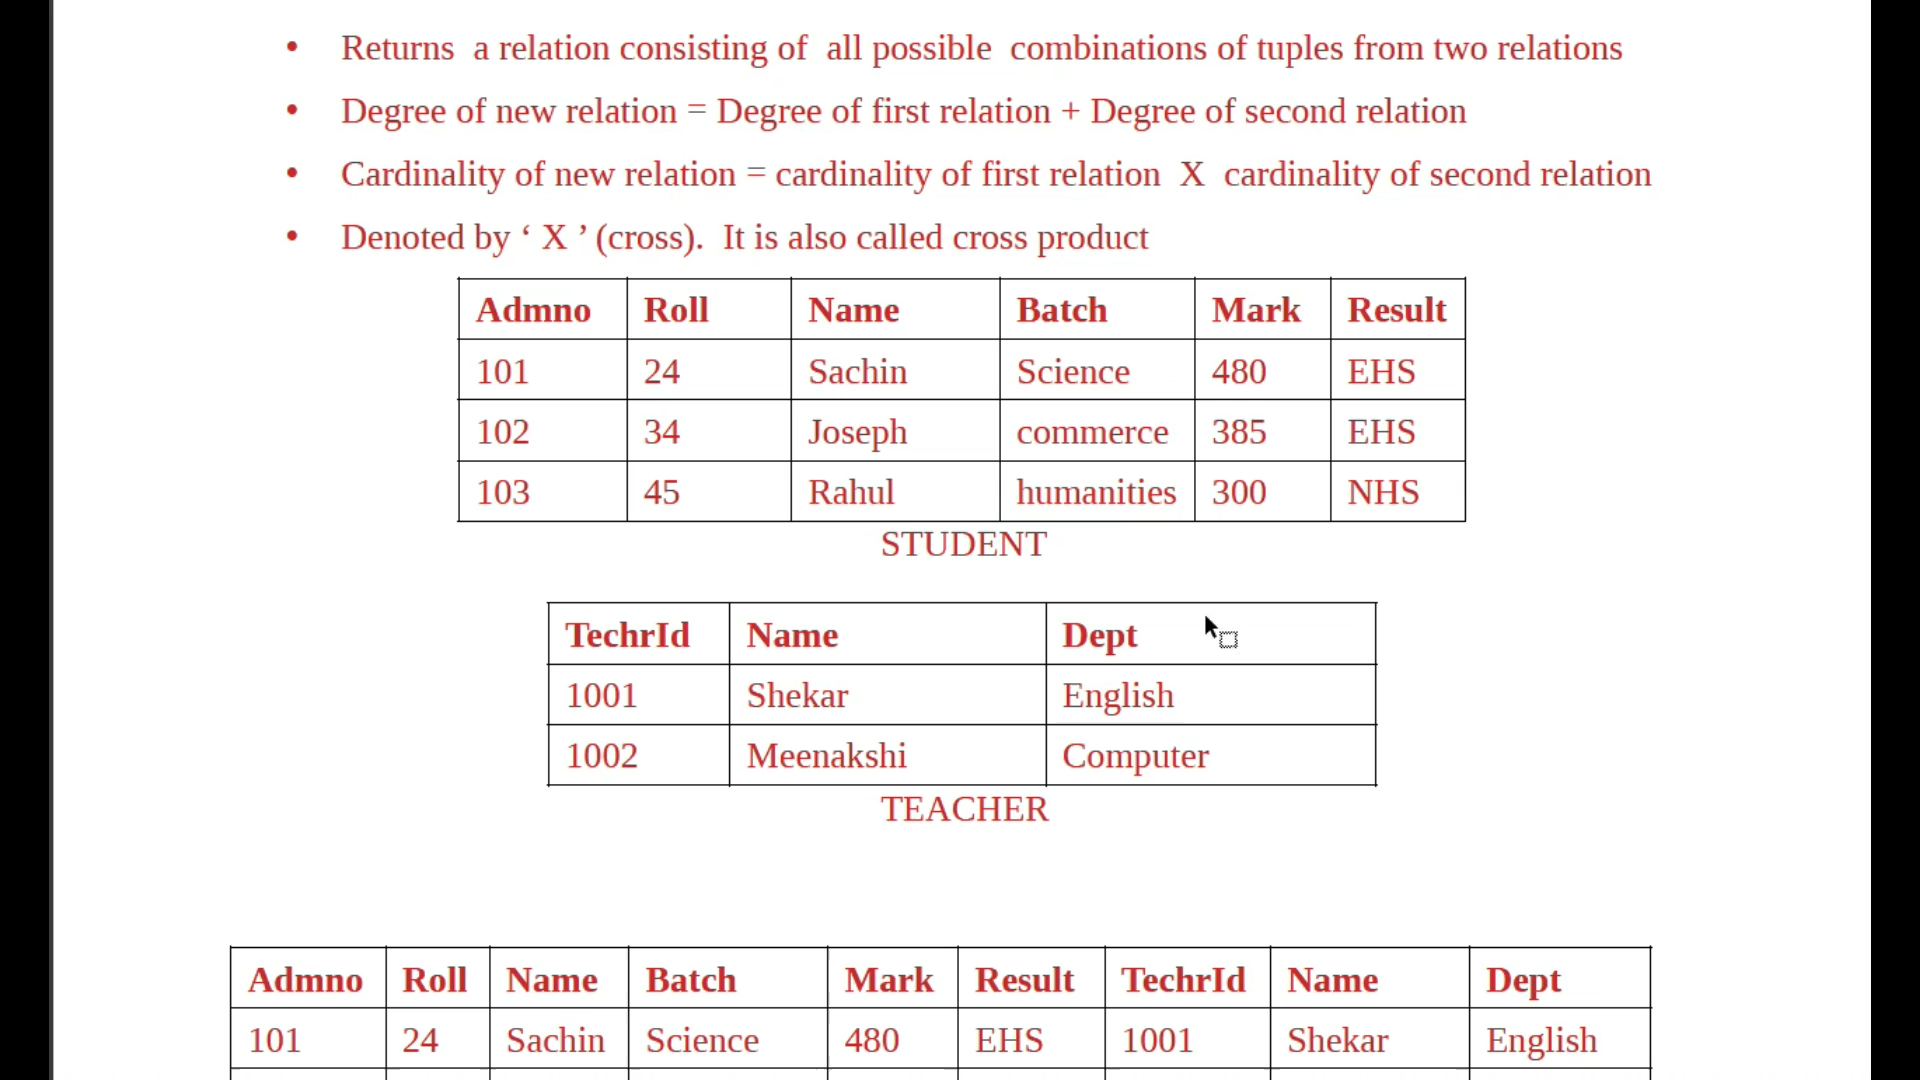 • Returns a relation consisting of all possible combinations of tuples from two relations
• Degree of new relation = Degree of first relation + Degree of second relation
• Cardinality of new relation = cardinality of first relation X cardinality of second relation
• Denoted by ‘ X ’ (cross). It is also called cross product
Admno Roll Name Batch Mark Result
101 24 Sachin Science 480 EHS
102 34 Joseph commerce 385 EHS
103 45 Rahul humanities 300 NHS
STUDENT
TechrId Name Dept
1001 Shekar English
1002 Meenakshi Computer
TEACHER
Admno Roll Name Batch Mark Result TechrId Name Dept
101 24 Sachin Science 480 EHS 1001 Shekar English